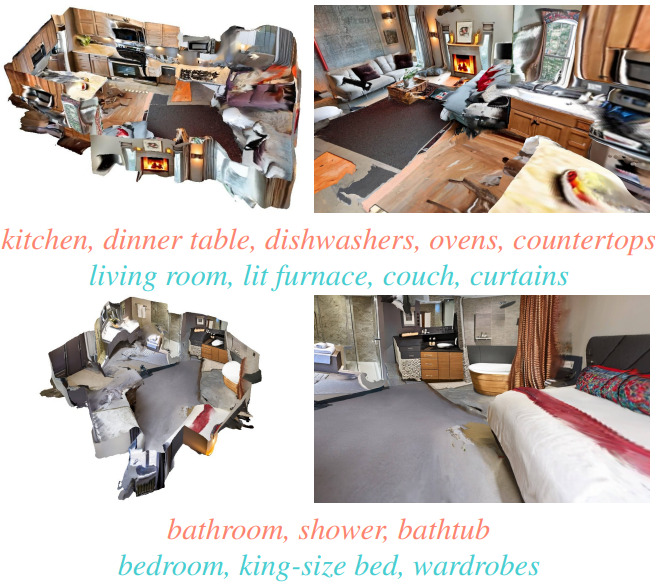 kitchen, dinner table, dishwashers, ovens, countertops
living room, lit furnace, couch, curtains
bathroom, shower, bathtub
bedroom, king-size bed, wardrobes